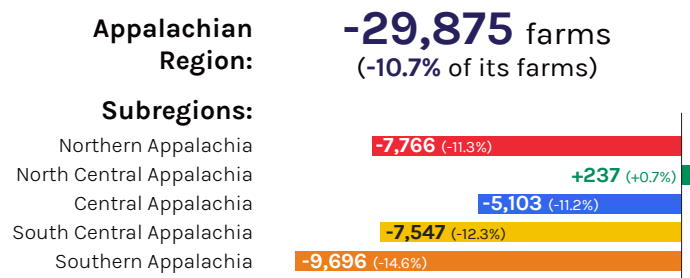 Appalachian Region:
-29,875 farms
(-10.7% of its farms)
Subregions:
Northern Appalachia -7,766 (-11.3%)
North Central Appalachia +237 (+0.7%)
Central Appalachia -5,103 (-11.2%)
South Central Appalachia -7,547 (-12.3%)
Southern Appalachia -9,696 (-14.6%)